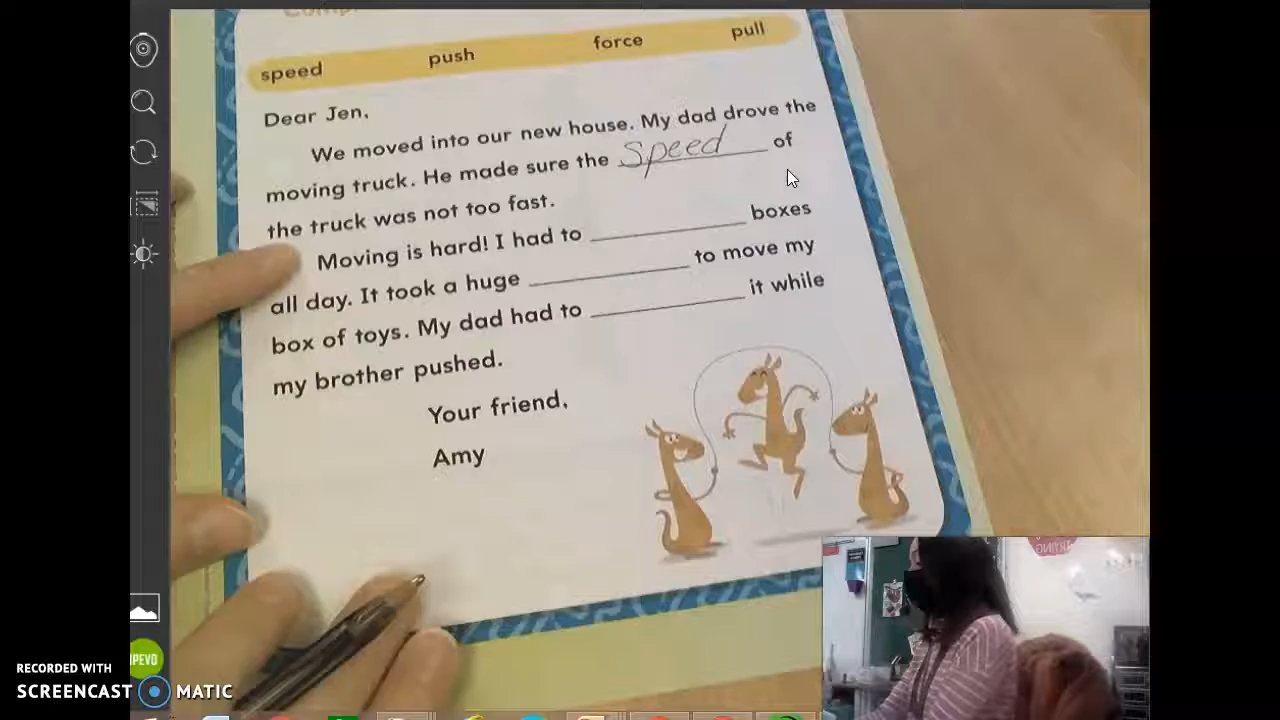 speed push force pull
Dear Jen,
We moved into our new house. My dad drove the
moving truck. He made sure the speed of
the truck was not too fast.
Moving is hard! I had to ____________ boxes
all day. It took a huge ____________ to move my
box of toys. My dad had to ____________ it while
my brother pushed.
Your friend,
Amy
RECORDED WITH
SCREENCAST MATIC